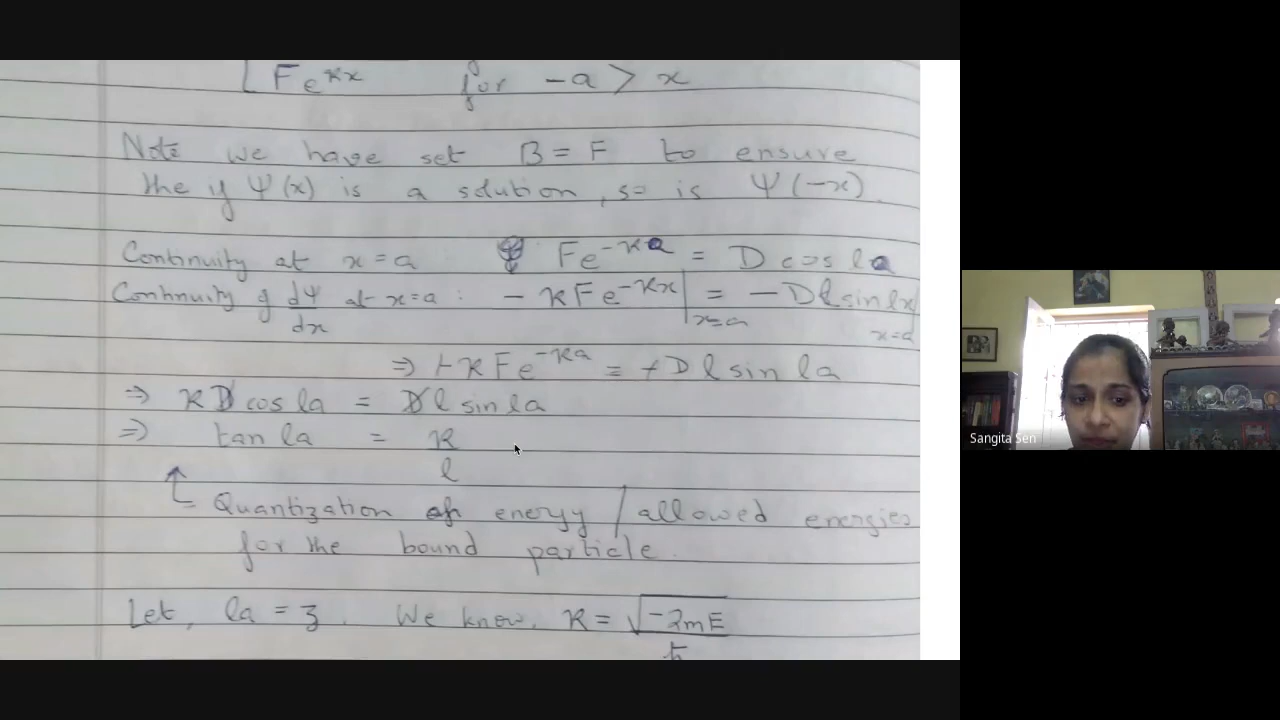 Fe^κx for -a > x
Note we have set B = F to ensure
the if Ψ(x) is a solution, so is Ψ(-x)
Continuity at x = a Fe^-κa = D cos la
Continuity of dΨ/dx at x=a : - κFe^-κx|x=a = -Dl sin lx|x=a
⇒ +κFe^-κa = +Dl sin la
⇒ κD cos la = Dl sin la
⇒ tan la = κ/l
Quantization of energy / allowed energies
for the bound particle.
Let, la = z. We know, κ = √-2mE/ħ
Sangita Sen